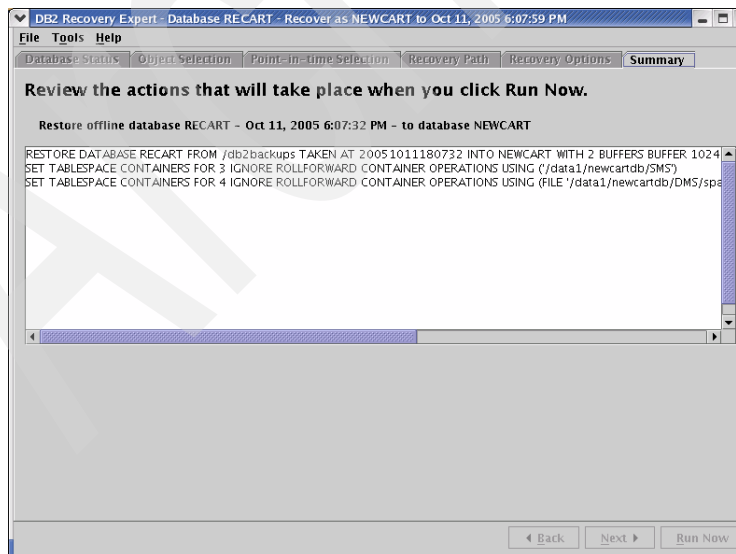 DB2 Recovery Expert - Database RECART - Recover as NEWCART to Oct 11, 2005 6:07:59 PM
File Tools Help
Database Status Object Selection Point-in-time Selection Recovery Path Recovery Options Summary
Review the actions that will take place when you click Run Now.
Restore offline database RECART - Oct 11, 2005 6:07:32 PM - to database NEWCART
RESTORE DATABASE RECART FROM /db2backups TAKEN AT 20051011180732 INTO NEWCART WITH 2 BUFFERS BUFFER 1024
SET TABLESPACE CONTAINERS FOR 3 IGNORE ROLLFORWARD CONTAINER OPERATIONS USING ('/data1/newcartdb/SMS')
SET TABLESPACE CONTAINERS FOR 4 IGNORE ROLLFORWARD CONTAINER OPERATIONS USING (FILE '/data1/newcartdb/DMS/spa
Back Next Run Now